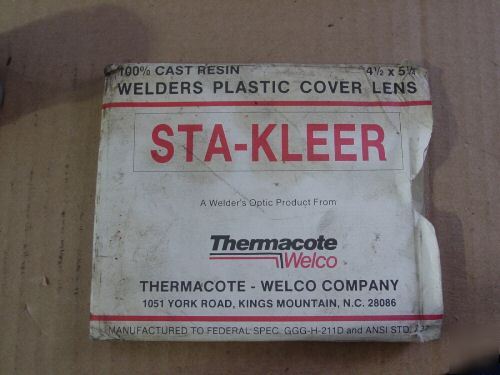 100% CAST RESIN 4½ x 5¼
WELDERS PLASTIC COVER LENS
STA-KLEER
A Welder's Optic Product From
Thermacote
Welco
THERMACOTE - WELCO COMPANY
1051 YORK ROAD, KINGS MOUNTAIN, N.C. 28086
MANUFACTURED TO FEDERAL SPEC. GGG-H-211D and ANSI STD.